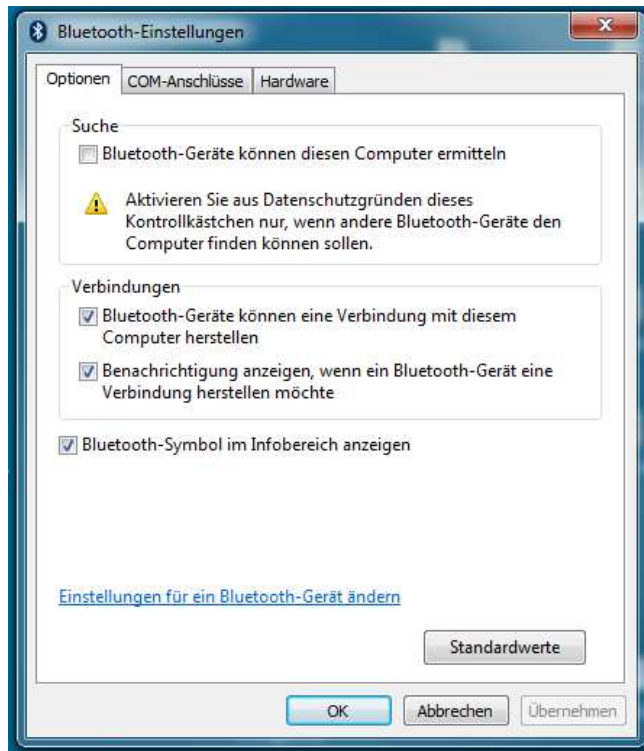 Bluetooth-Einstellungen
Optionen
COM-Anschlüsse
Hardware
Suche
Bluetooth-Geräte können diesen Computer ermitteln
Aktivieren Sie aus Datenschutzgründen dieses
Kontrollkästchen nur, wenn andere Bluetooth-Geräte den
Computer finden können sollen.
Verbindungen
Bluetooth-Geräte können eine Verbindung mit diesem
Computer herstellen
Benachrichtigung anzeigen, wenn ein Bluetooth-Gerät eine
Verbindung herstellen möchte
Bluetooth-Symbol im Infobereich anzeigen
Einstellungen für ein Bluetooth-Gerät ändern
Standardwerte
OK
Abbrechen
Übernehmen